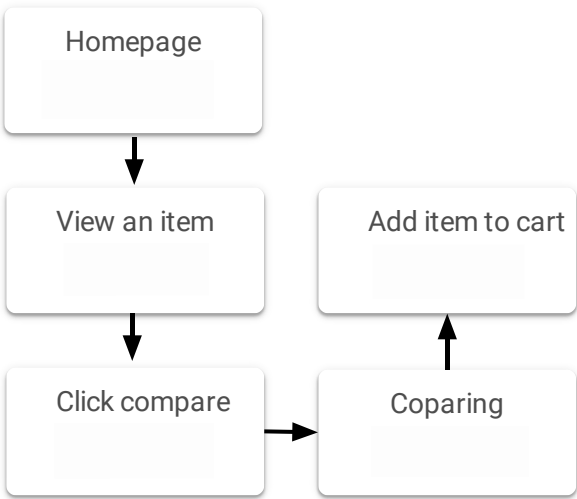 Homepage
View an item
Add item to cart
Click compare
Coparing